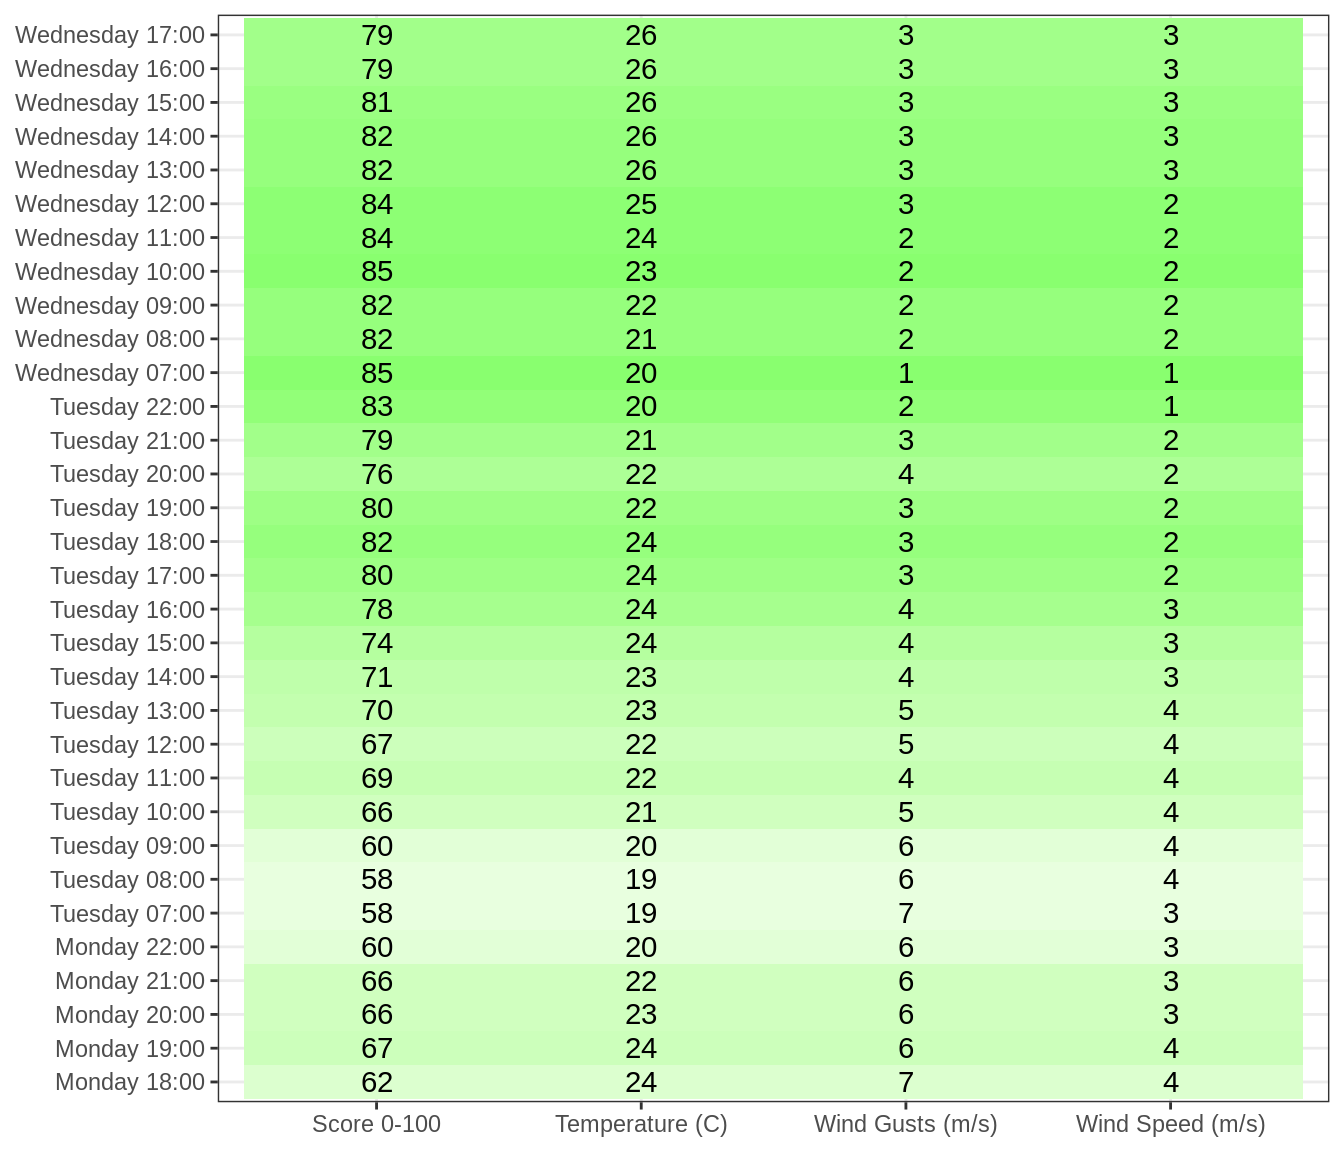 Wednesday 17:00 79 26 3 3
Wednesday 16:00 79 26 3 3
Wednesday 15:00 81 26 3 3
Wednesday 14:00 82 26 3 3
Wednesday 13:00 82 26 3 3
Wednesday 12:00 84 25 3 2
Wednesday 11:00 84 24 2 2
Wednesday 10:00 85 23 2 2
Wednesday 09:00 82 22 2 2
Wednesday 08:00 82 21 2 2
Wednesday 07:00 85 20 1 1
Tuesday 22:00 83 20 2 1
Tuesday 21:00 79 21 3 2
Tuesday 20:00 76 22 4 2
Tuesday 19:00 80 22 3 2
Tuesday 18:00 82 24 3 2
Tuesday 17:00 80 24 3 2
Tuesday 16:00 78 24 4 3
Tuesday 15:00 74 24 4 3
Tuesday 14:00 71 23 4 3
Tuesday 13:00 70 23 5 4
Tuesday 12:00 67 22 5 4
Tuesday 11:00 69 22 4 4
Tuesday 10:00 66 21 5 4
Tuesday 09:00 60 20 6 4
Tuesday 08:00 58 19 6 4
Tuesday 07:00 58 19 7 3
Monday 22:00 60 20 6 3
Monday 21:00 66 22 6 3
Monday 20:00 66 23 6 3
Monday 19:00 67 24 6 4
Monday 18:00 62 24 7 4
Score 0-100 Temperature (C) Wind Gusts (m/s) Wind Speed (m/s)